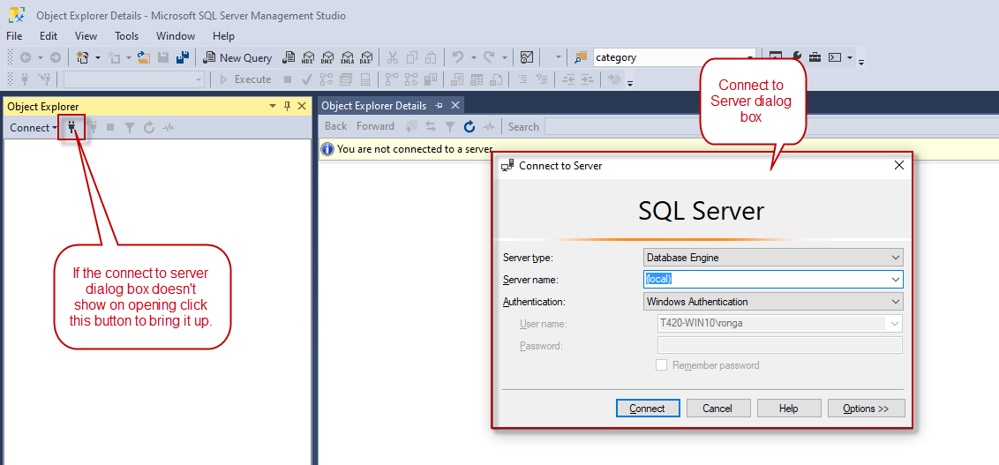 Object Explorer Details - Microsoft SQL Server Management Studio
File Edit View Tools Window Help
New Query MDX DMX XMLA DAX category
Execute
Object Explorer
Connect
If the connect to server
dialog box doesn't
show on opening click
this button to bring it up.
Object Explorer Details
Back Forward Search
You are not connected to a server.
Connect to
Server dialog
box
Connect to Server
SQL Server
Server type: Database Engine
Server name: (local)
Authentication: Windows Authentication
User name: T420-WIN10\ronga
Password:
Remember password
Connect Cancel Help Options >>